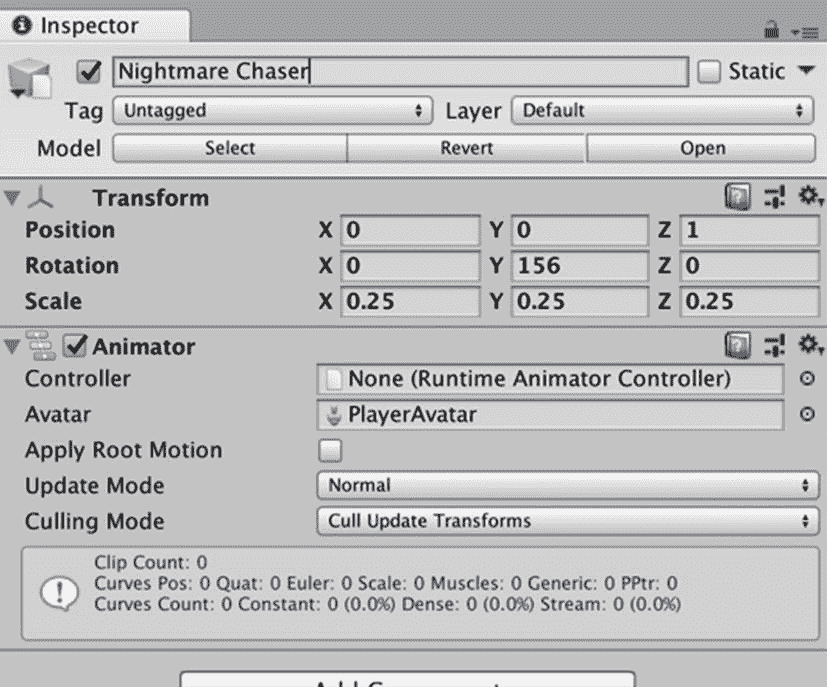 Inspector
Nightmare Chaser Static
Tag Untagged Layer Default
Model Select Revert Open
Transform
Position X 0 Y 0 Z 1
Rotation X 0 Y 156 Z 0
Scale X 0.25 Y 0.25 Z 0.25
Animator
Controller None (Runtime Animator Controller)
Avatar PlayerAvatar
Apply Root Motion
Update Mode Normal
Culling Mode Cull Update Transforms
Clip Count: 0
Curves Pos: 0 Quat: 0 Euler: 0 Scale: 0 Muscles: 0 Generic: 0 PPtr: 0
Curves Count: 0 Constant: 0 (0.0%) Dense: 0 (0.0%) Stream: 0 (0.0%)